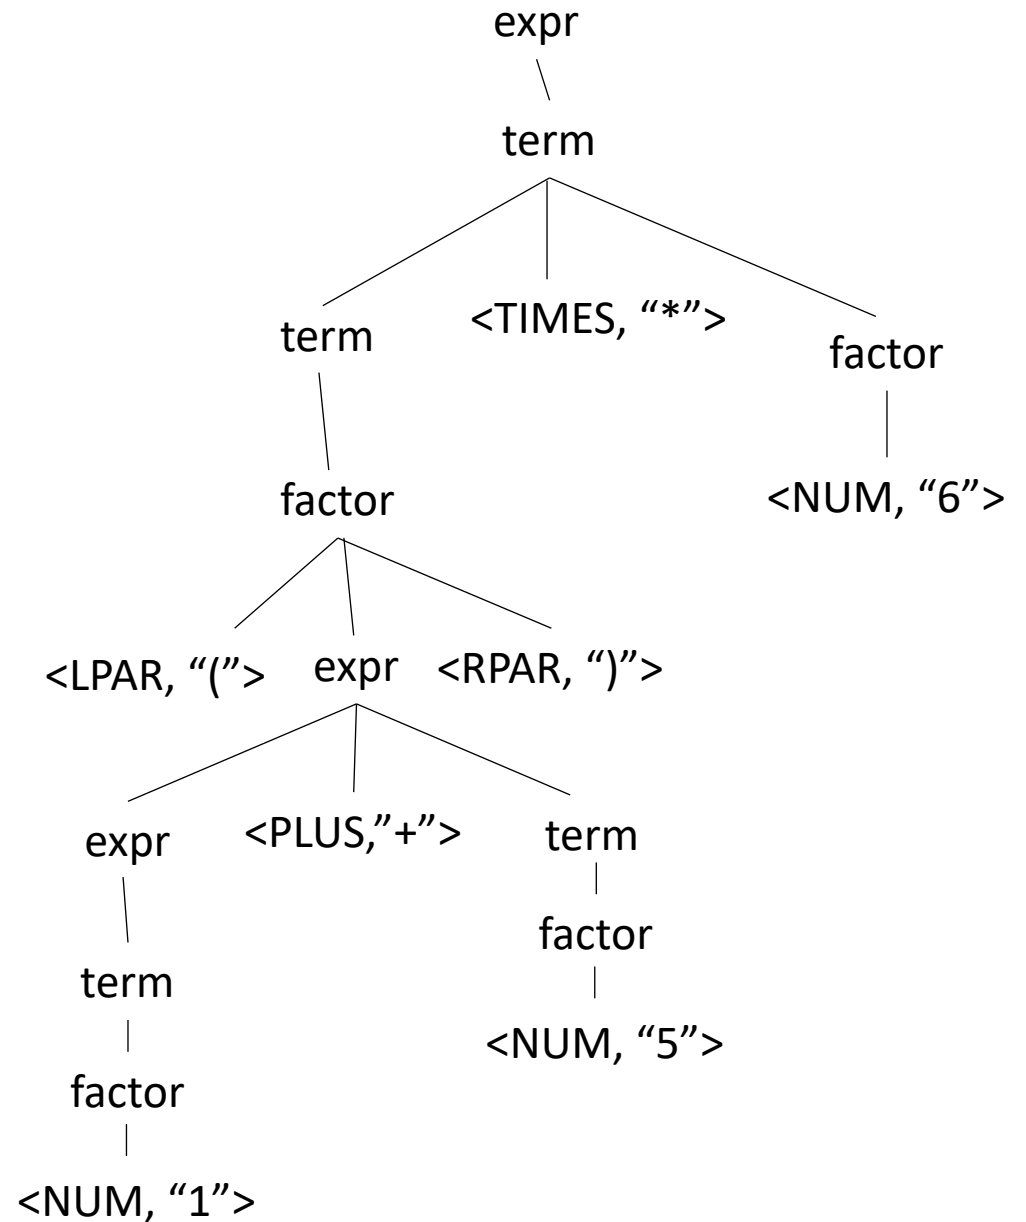 expr
term
term <TIMES, “*”> factor
factor <NUM, “6”>
<LPAR, “(”> expr <RPAR, “)”>
expr <PLUS,”+”> term
factor
term
<NUM, “5”>
factor
<NUM, “1”>